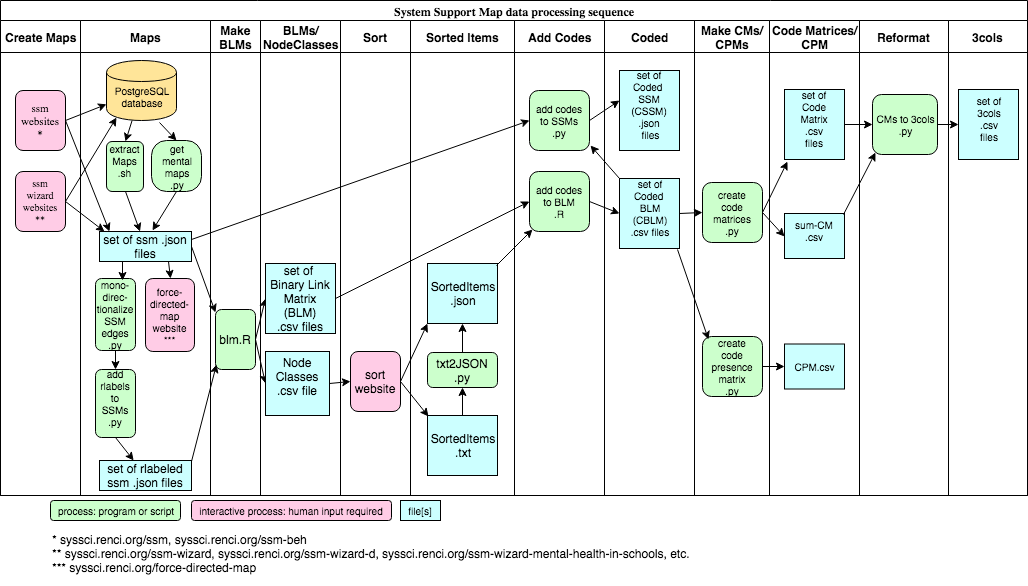 System Support Map data processing sequence
Create Maps
Maps
Make
BLMs
BLMs/
NodeClasses
Sort
Sorted Items
Add Codes
Coded
Make CMs/
CPMs
Code Matrices/
CPM
Reformat
3cols
ssm
websites
*
ssm
wizard
websites
**
PostgreSQL
database
extract
Maps
.sh
get
mental
maps
.py
set of ssm .json
files
mono-
direc-
tionalize
SSM
edges
.py
force-
directed-
map
website
***
add
rlabels
to
SSMs
.py
set of rlabeled
ssm .json files
blm.R
set of
Binary Link
Matrix
(BLM)
.csv files
Node
Classes
.csv file
sort
website
SortedItems
.json
txt2JSON
.py
SortedItems
.txt
add codes
to SSMs
.py
add codes
to BLM
.R
set of
Coded
SSM
(CSSM)
.json
files
set of
Coded
BLM
(CBLM)
.csv files
create
code
matrices
.py
create
code
presence
matrix
.py
set of
Code
Matrix
.csv
files
sum-CM
.csv
CPM.csv
CMs to 3cols
.py
set of
3cols
.csv
files
process: program or script
interactive process: human input required
file[s]
* syssci.renci.org/ssm, syssci.renci.org/ssm-beh
** syssci.renci.org/ssm-wizard, syssci.renci.org/ssm-wizard-d, syssci.renci.org/ssm-wizard-mental-health-in-schools, etc.
*** syssci.renci.org/force-directed-map